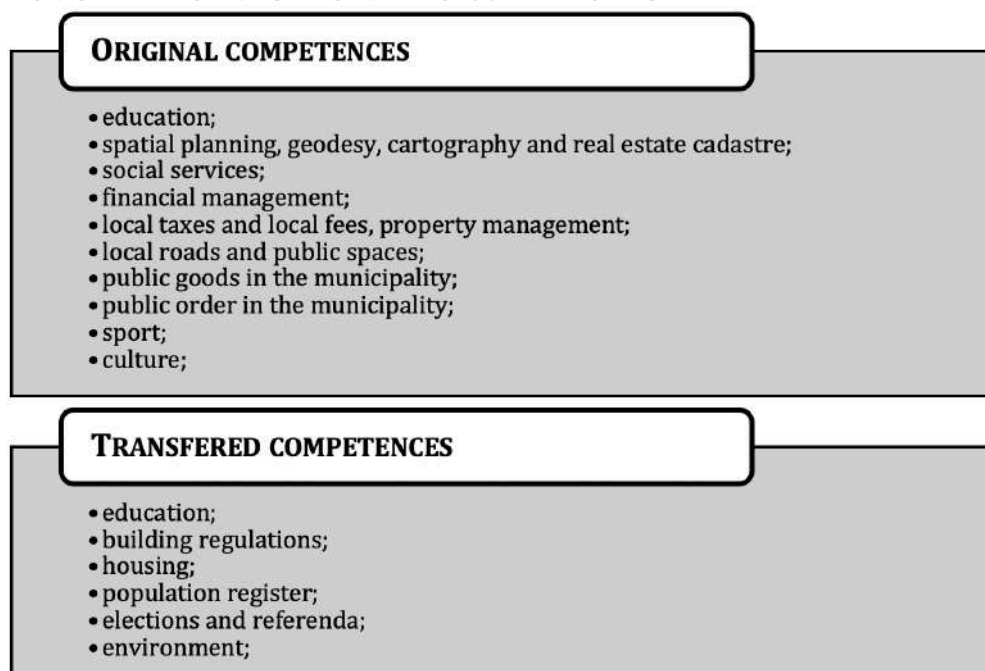 ORIGINAL COMPETENCES
• education;
• spatial planning, geodesy, cartography and real estate cadastre;
• social services;
• financial management;
• local taxes and local fees, property management;
• local roads and public spaces;
• public goods in the municipality;
• public order in the municipality;
• sport;
• culture;
TRANSFERED COMPETENCES
• education;
• building regulations;
• housing;
• population register;
• elections and referenda;
• environment;